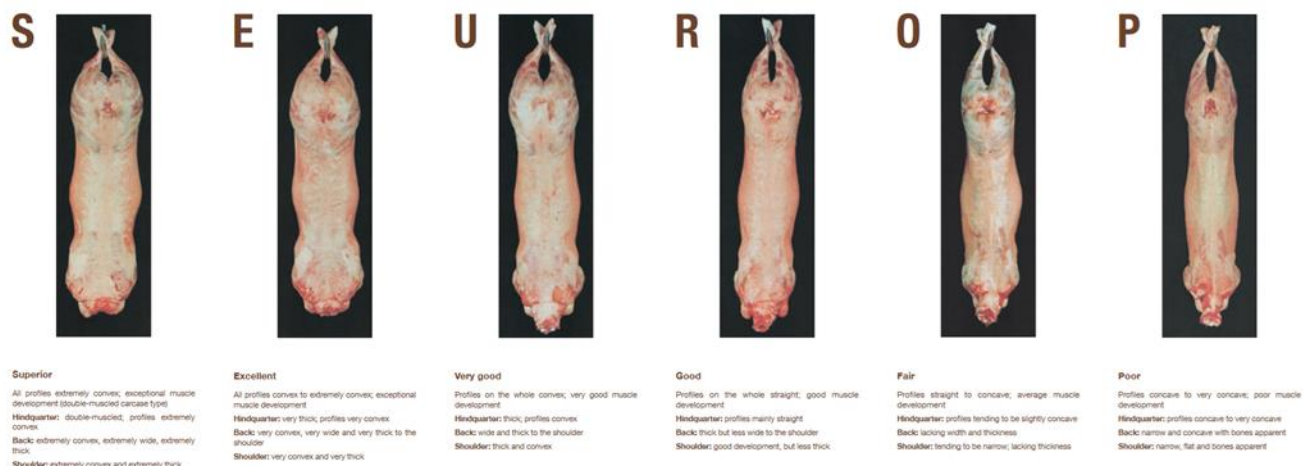 S
E
U
R
O
P
Superior
All profiles extremely convex; exceptional muscle
development (double-muscled carcase type)
Hindquarter: double-muscled; profiles extremely
convex
Back: extremely convex, extremely wide, extremely
thick
Shoulder: extremely convex and extremely thick
Excellent
All profiles convex to extremely convex; exceptional
muscle development
Hindquarter: very thick; profiles very convex
Back: very convex, very wide and very thick to the
shoulder
Shoulder: very convex and very thick
Very good
Profiles on the whole convex; very good muscle
development
Hindquarter: thick; profiles convex
Back: wide and thick to the shoulder
Shoulder: thick and convex
Good
Profiles on the whole straight; good muscle
development
Hindquarter: profiles mainly straight
Back: thick but less wide to the shoulder
Shoulder: good development, but less thick
Fair
Profiles straight to concave; average muscle
development
Hindquarter: profiles tending to be slightly concave
Back: lacking width and thickness
Shoulder: tending to be narrow; lacking thickness
Poor
Profiles concave to very concave; poor muscle
development
Hindquarter: profiles concave to very concave
Back: narrow and concave with bones apparent
Shoulder: narrow, flat and bones apparent